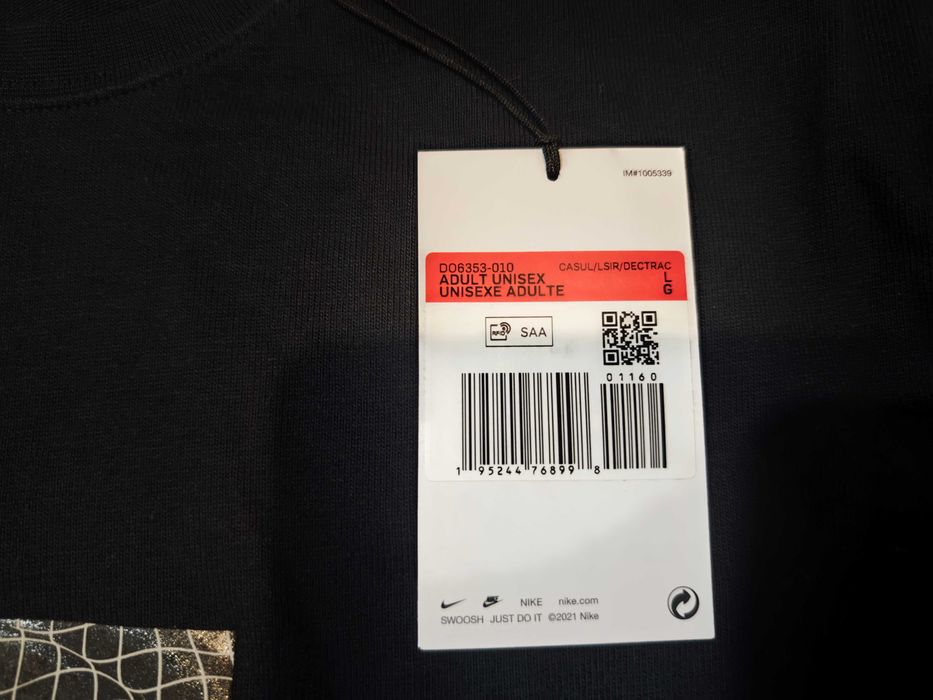 IM#1005339
DO6353-010 CASUL/LSIR/DECTRAC
ADULT UNISEX L
UNISEXE ADULTE G
RFID SAA
01160
1 95244 76899 8
NIKE nike.com
SWOOSH JUST DO IT ©2021 Nike